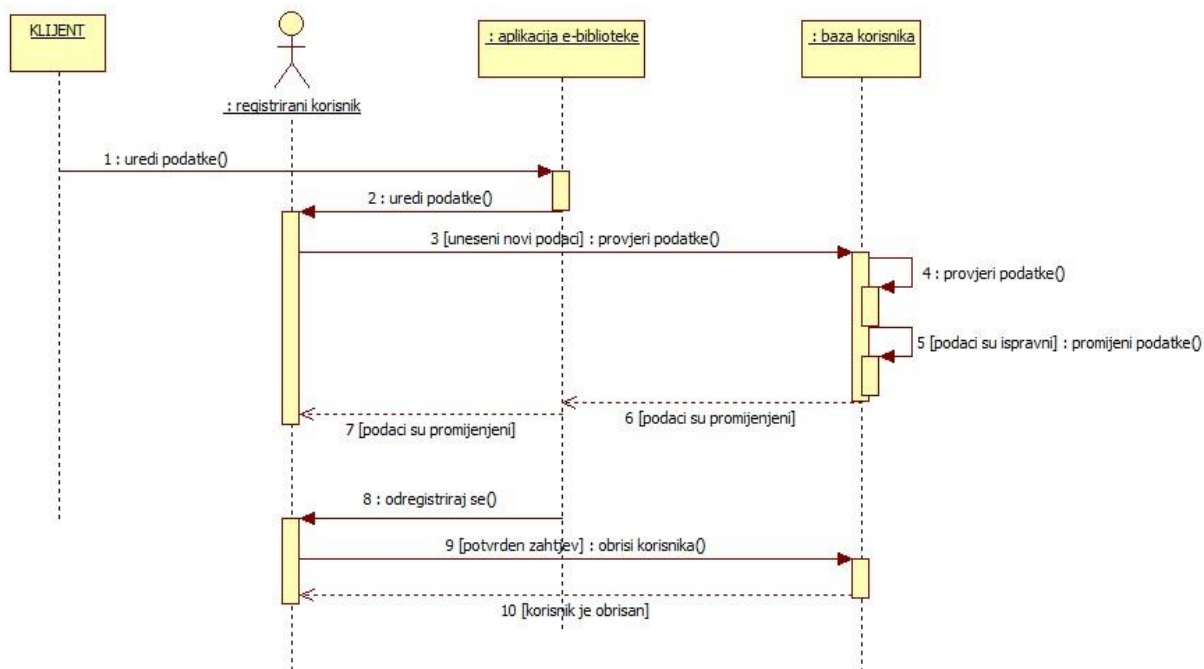 KLIJENT
: registrirani korisnik
: aplikacija e-biblioteke
: baza korisnika
1 : uredi podatke()
2 : uredi podatke()
3 [uneseni novi podaci] : provjeri podatke()
4 : provjeri podatke()
5 [podaci su ispravni] : promijeni podatke()
6 [podaci su promijenjeni]
7 [podaci su promijenjeni]
8 : odregistriraj se()
9 [potvrden zahtjev] : obrisi korisnika()
10 [korisnik je obrisan]